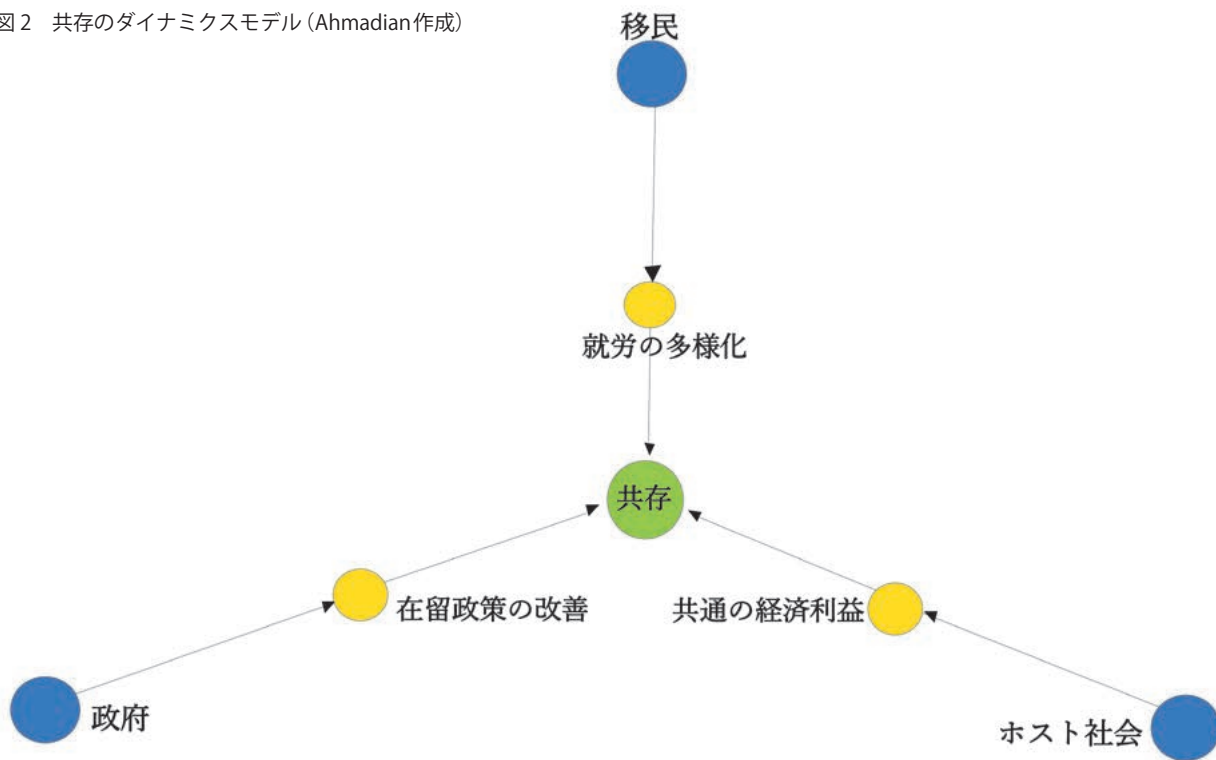 図2 共存のダイナミクスモデル（Ahmadian作成）
移民
就労の多様化
共存
在留政策の改善
共通の経済利益
政府
ホスト社会